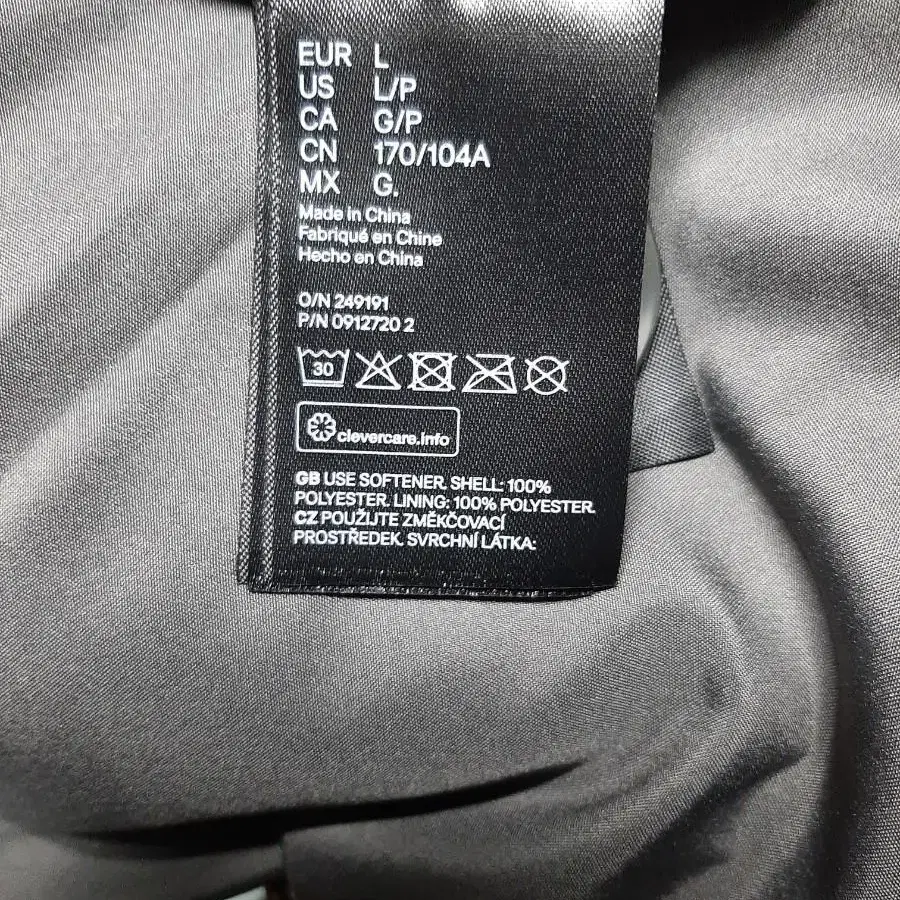 EUR L
US L/P
CA G/P
CN 170/104A
MX G.
Made in China
Fabriqué en Chine
Hecho en China
O/N 249191
P/N 0912720 2
30
clevercare.info
GB USE SOFTENER. SHELL: 100%
POLYESTER. LINING: 100% POLYESTER.
CZ POUŽIJTE ZMĚKČOVACÍ
PROSTŘEDEK. SVRCHNÍ LÁTKA: